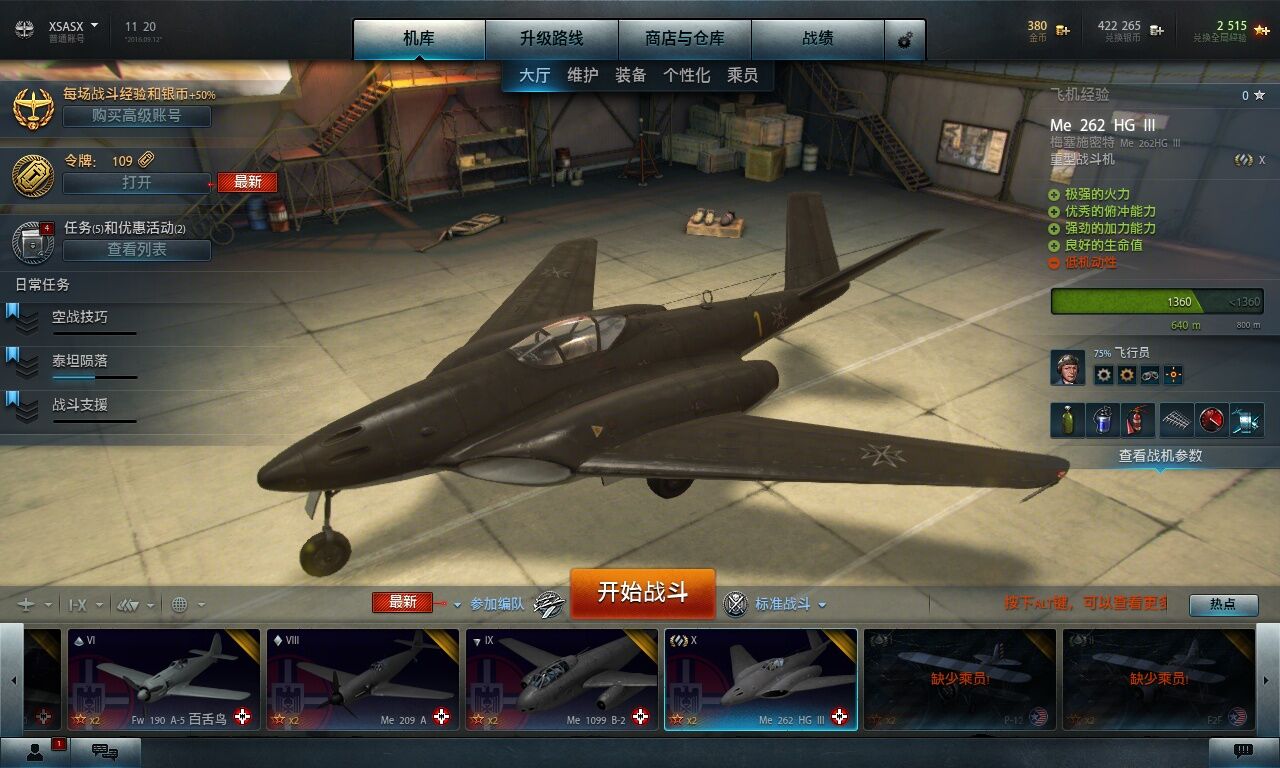 XSASX
普通账号
11 20
"2016.09.12"
机库
升级路线
商店与仓库
战绩
380
金币
422 265
兑换银币
2 515
兑换全局经验
大厅
维护
装备
个性化
乘员
每场战斗经验和银币+50%
购买高级账号
令牌: 109
打开
最新
4
任务(5)和优惠活动(2)
查看列表
日常任务
空战技巧
泰坦陨落
战斗支援
飞机经验
0
Me 262 HG III
梅塞施密特 Me 262HG III
重型战斗机
X
极强的火力
优秀的俯冲能力
强劲的加力能力
良好的生命值
低机动性
1360
<1360
640 m
800 m
75% 飞行员
查看战机参数
1
I-X
最新
参加编队
开始战斗
标准战斗
按下ALT键，可以查看更多
热点
VI
x2
Fw 190 A-5 百舌鸟
VIII
x2
Me 209 A
IX
x2
Me 1099 B-2
X
x2
Me 262 HG III
I
缺少乘员!
x2
P-12
II
缺少乘员!
x2
F2F
1